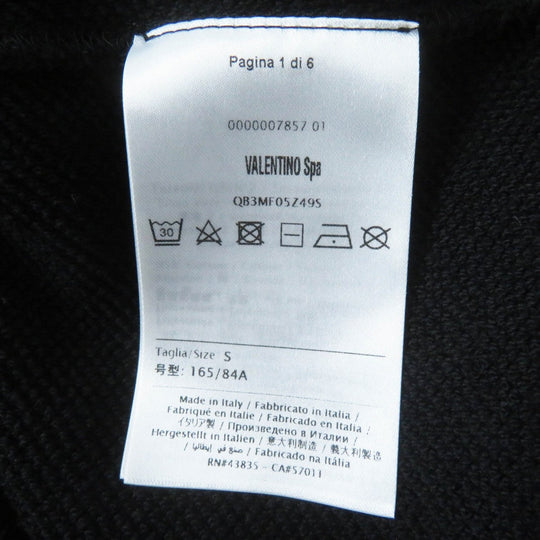 Pagina 1 di 6
0000007857 01
VALENTINO Spa
QB3MF05Z49S
30
Taglia/Size S
号型: 165/84A
Made in Italy / Fabbricato in Italia /
Fabriqué en Italie / Fabricado en Italia /
イタリア製 / Произведено в Италии /
Hergestellt in Italien / 意大利制造 / 義大利製造 /
صنع في إيطاليا / Fabricado na Itália
RN#43835 - CA#57011